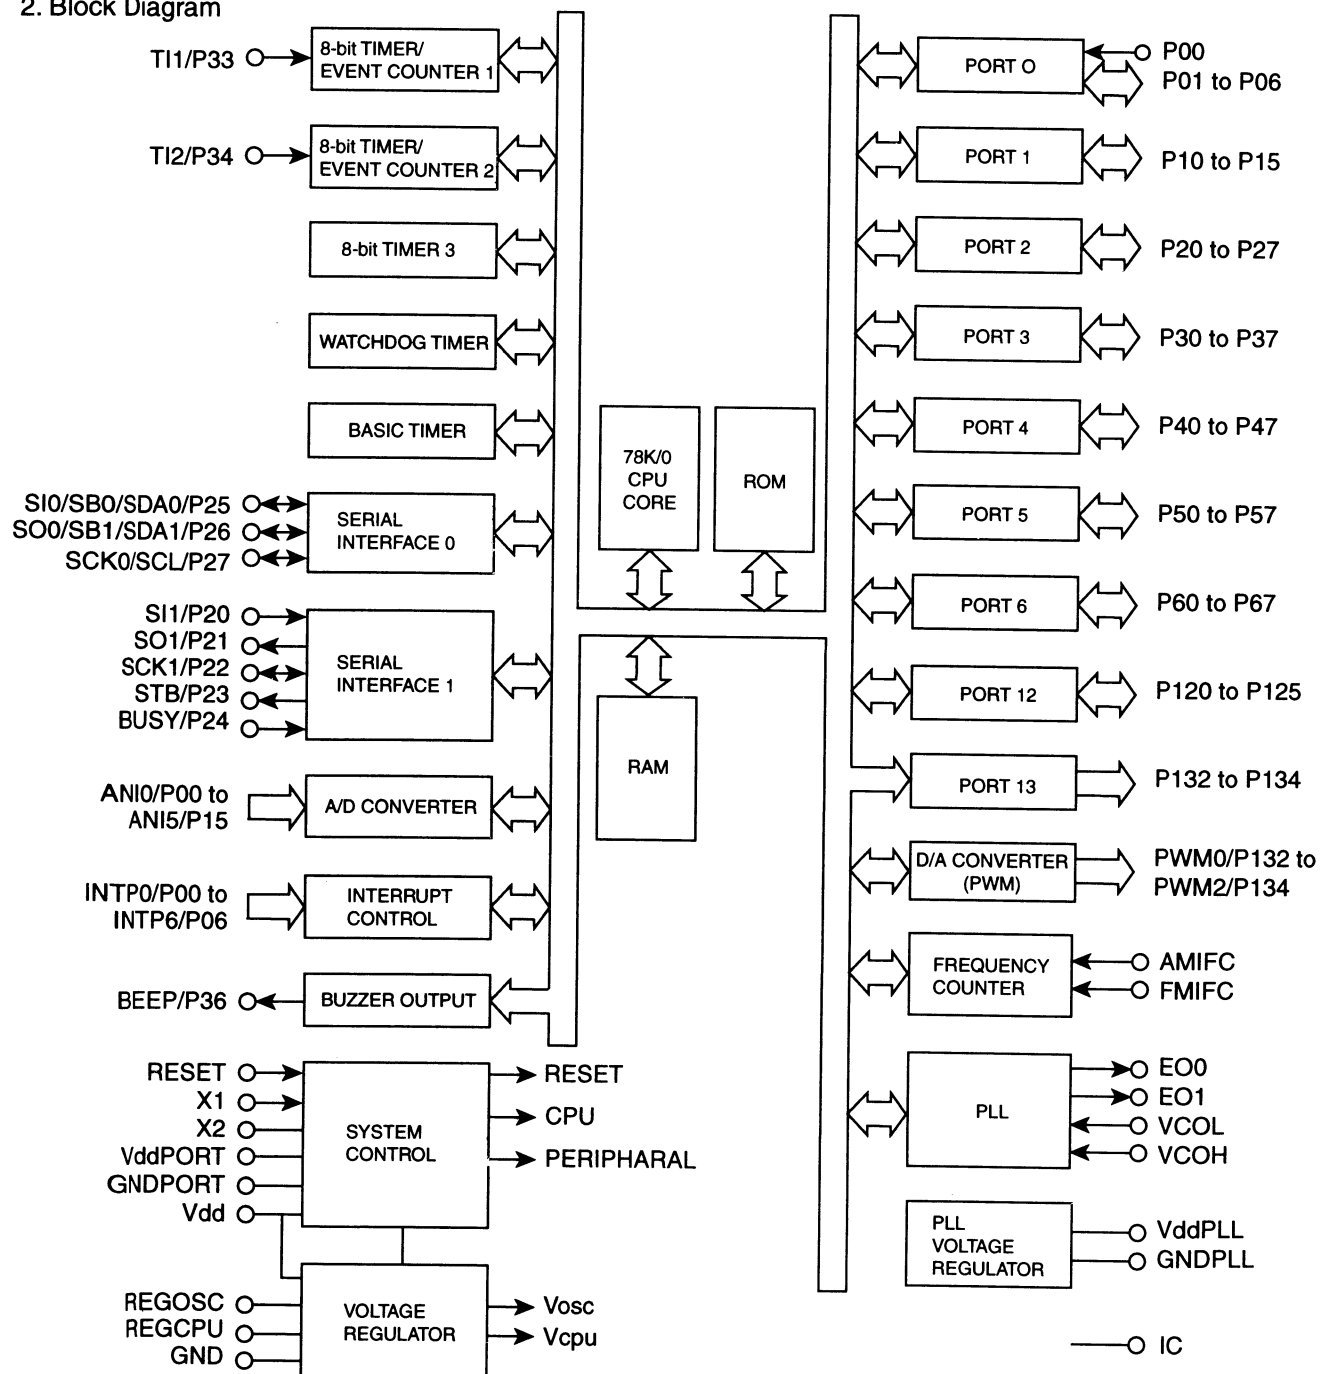 2. Block Diagram
TI1/P33
8-bit TIMER/
EVENT COUNTER 1
TI2/P34
8-bit TIMER/
EVENT COUNTER 2
8-bit TIMER 3
WATCHDOG TIMER
BASIC TIMER
SI0/SB0/SDA0/P25
SO0/SB1/SDA1/P26
SCK0/SCL/P27
SERIAL
INTERFACE 0
SI1/P20
SO1/P21
SCK1/P22
STB/P23
BUSY/P24
SERIAL
INTERFACE 1
ANI0/P00 to
ANI5/P15
A/D CONVERTER
INTP0/P00 to
INTP6/P06
INTERRUPT
CONTROL
BEEP/P36
BUZZER OUTPUT
RESET
X1
X2
VddPORT
GNDPORT
Vdd
SYSTEM
CONTROL
RESET
CPU
PERIPHARAL
REGOSC
REGCPU
GND
VOLTAGE
REGULATOR
Vosc
Vcpu
78K/0
CPU
CORE
ROM
RAM
PORT O
P00
P01 to P06
PORT 1
P10 to P15
PORT 2
P20 to P27
PORT 3
P30 to P37
PORT 4
P40 to P47
PORT 5
P50 to P57
PORT 6
P60 to P67
PORT 12
P120 to P125
PORT 13
P132 to P134
D/A CONVERTER
(PWM)
PWM0/P132 to
PWM2/P134
FREQUENCY
COUNTER
AMIFC
FMIFC
PLL
EO0
EO1
VCOL
VCOH
PLL
VOLTAGE
REGULATOR
VddPLL
GNDPLL
IC